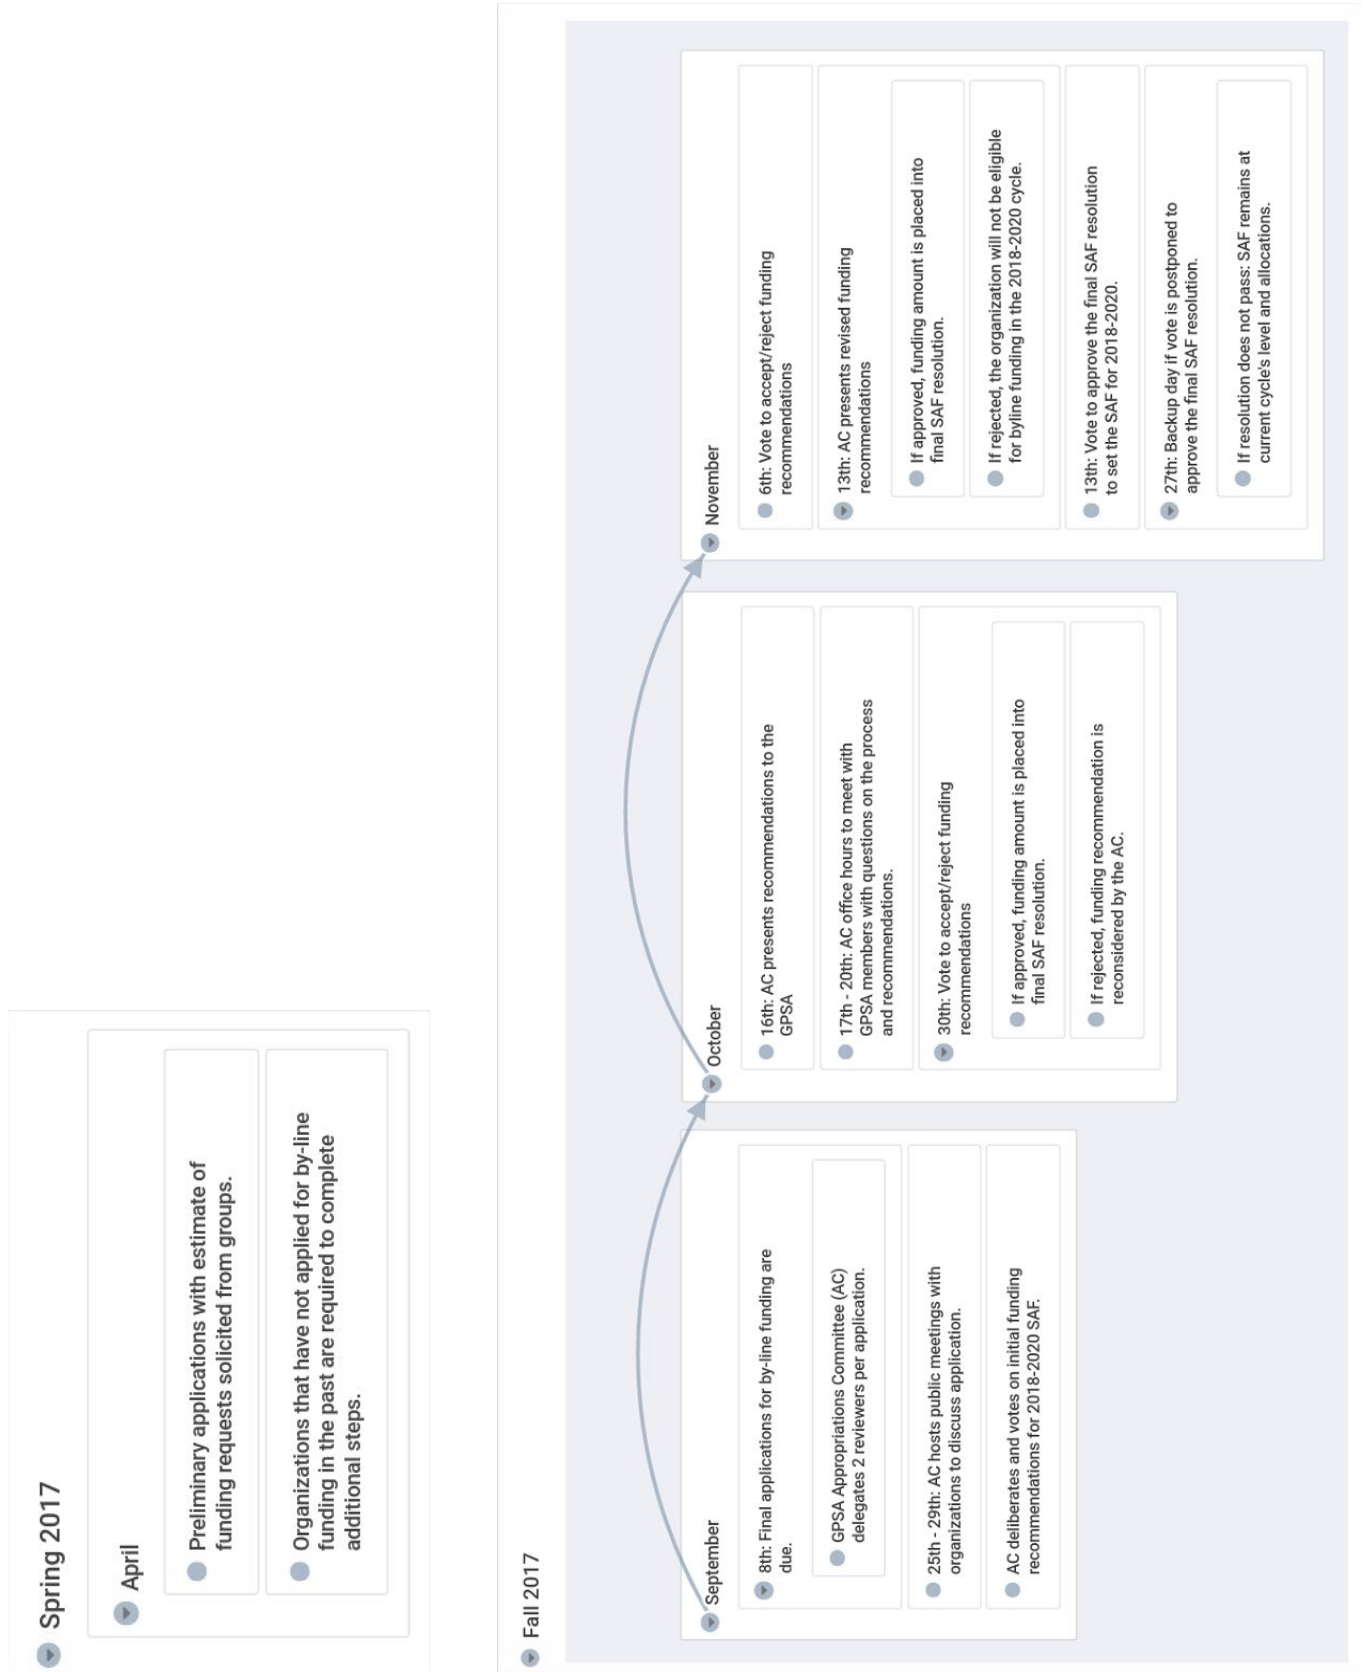 Spring 2017
April
Preliminary applications with estimate of
funding requests solicited from groups.
Organizations that have not applied for by-line
funding in the past are required to complete
additional steps.
Fall 2017
September
8th: Final applications for by-line funding are
due.
GPSA Appropriations Committee (AC)
delegates 2 reviewers per application.
25th - 29th: AC hosts public meetings with
organizations to discuss application.
AC deliberates and votes on initial funding
recommendations for 2018-2020 SAF.
October
16th: AC presents recommendations to the
GPSA
17th - 20th: AC office hours to meet with
GPSA members with questions on the process
and recommendations.
30th: Vote to accept/reject funding
recommendations
If approved, funding amount is placed into
final SAF resolution.
If rejected, funding recommendation is
reconsidered by the AC.
November
6th: Vote to accept/reject funding
recommendations
13th: AC presents revised funding
recommendations
If approved, funding amount is placed into
final SAF resolution.
If rejected, the organization will not be eligible
for byline funding in the 2018-2020 cycle.
13th: Vote to approve the final SAF resolution
to set the SAF for 2018-2020.
27th: Backup day if vote is postponed to
approve the final SAF resolution.
If resolution does not pass: SAF remains at
current cycle's level and allocations.